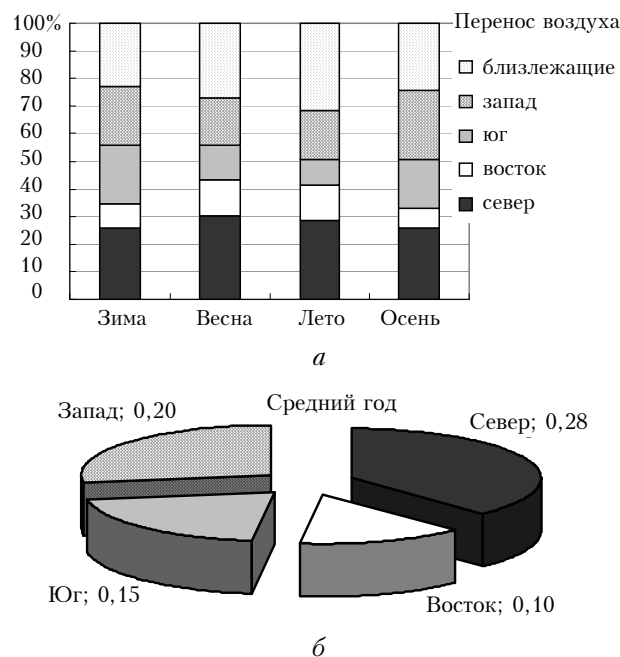 100%
90
80
70
60
50
40
30
20
10
0
Зима Весна Лето Осень
Перенос воздуха
близлежащие
запад
юг
восток
север
а
Средний год
Запад; 0,20
Север; 0,28
Юг; 0,15
Восток; 0,10
б